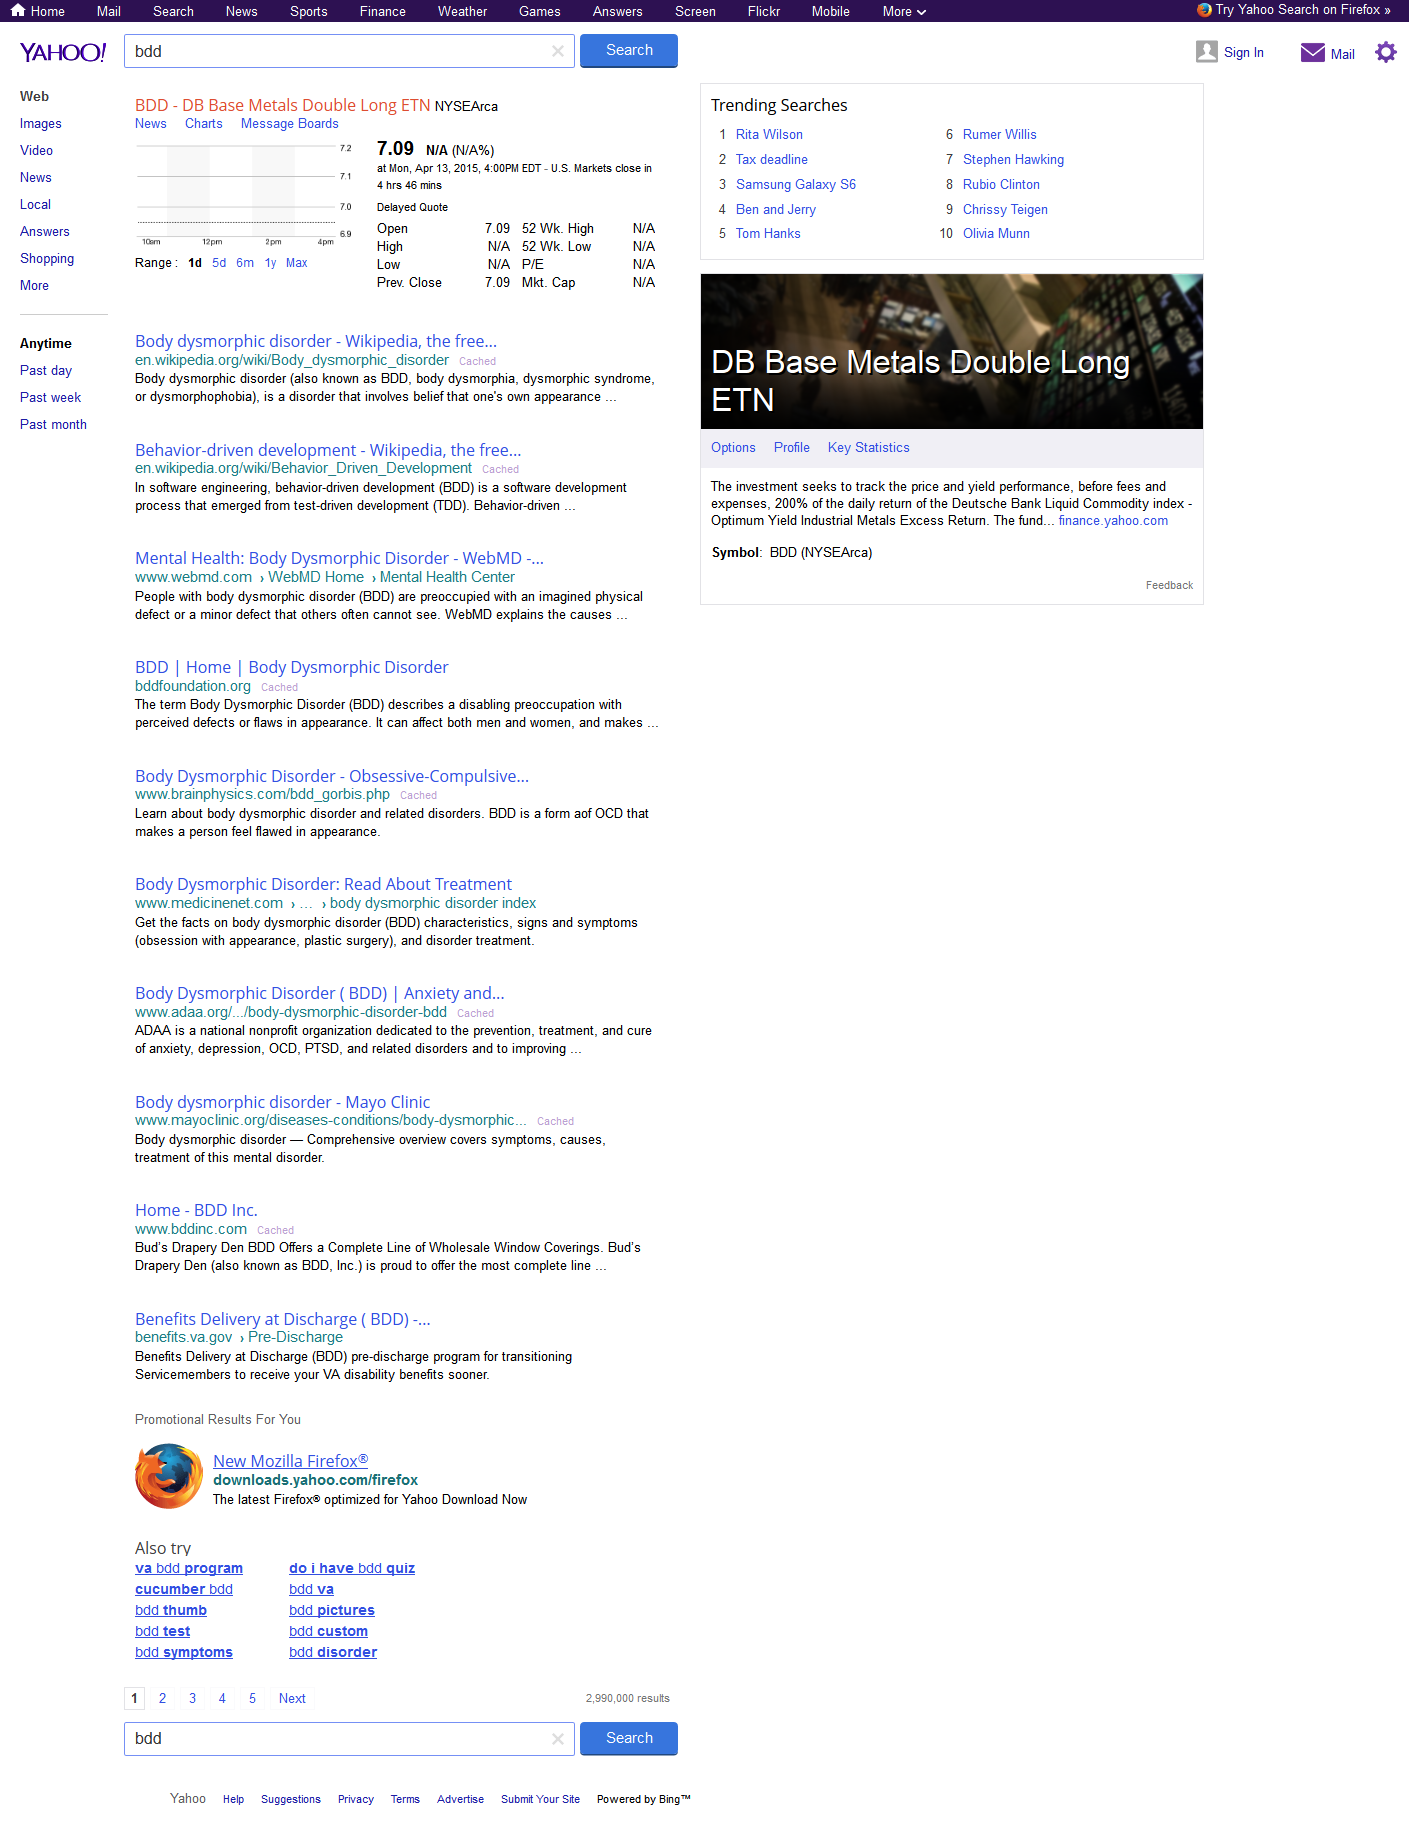 Home Mail Search News Sports Finance Weather Games Answers Screen Flickr Mobile More Try Yahoo Search on Firefox »
YAHOO! bdd Search Sign In Mail
Web
Images
Video
News
Local
Answers
Shopping
More
Anytime
Past day
Past week
Past month
BDD - DB Base Metals Double Long ETN NYSEArca
News Charts Message Boards
7.2
7.1
7.0
6.9
10am 12pm 2pm 4pm
Range : 1d 5d 6m 1y Max
7.09 N/A (N/A%)
at Mon, Apr 13, 2015, 4:00PM EDT - U.S. Markets close in
4 hrs 46 mins
Delayed Quote
Open 7.09 52 Wk. High N/A
High N/A 52 Wk. Low N/A
Low N/A P/E N/A
Prev. Close 7.09 Mkt. Cap N/A
Body dysmorphic disorder - Wikipedia, the free...
en.wikipedia.org/wiki/Body_dysmorphic_disorder Cached
Body dysmorphic disorder (also known as BDD, body dysmorphia, dysmorphic syndrome,
or dysmorphophobia), is a disorder that involves belief that one's own appearance ...
Behavior-driven development - Wikipedia, the free...
en.wikipedia.org/wiki/Behavior_Driven_Development Cached
In software engineering, behavior-driven development (BDD) is a software development
process that emerged from test-driven development (TDD). Behavior-driven ...
Mental Health: Body Dysmorphic Disorder - WebMD -...
www.webmd.com › WebMD Home › Mental Health Center
People with body dysmorphic disorder (BDD) are preoccupied with an imagined physical
defect or a minor defect that others often cannot see. WebMD explains the causes ...
BDD | Home | Body Dysmorphic Disorder
bddfoundation.org Cached
The term Body Dysmorphic Disorder (BDD) describes a disabling preoccupation with
perceived defects or flaws in appearance. It can affect both men and women, and makes ...
Body Dysmorphic Disorder - Obsessive-Compulsive...
www.brainphysics.com/bdd_gorbis.php Cached
Learn about body dysmorphic disorder and related disorders. BDD is a form aof OCD that
makes a person feel flawed in appearance.
Body Dysmorphic Disorder: Read About Treatment
www.medicinenet.com › ... › body dysmorphic disorder index
Get the facts on body dysmorphic disorder (BDD) characteristics, signs and symptoms
(obsession with appearance, plastic surgery), and disorder treatment.
Body Dysmorphic Disorder ( BDD) | Anxiety and...
www.adaa.org/.../body-dysmorphic-disorder-bdd Cached
ADAA is a national nonprofit organization dedicated to the prevention, treatment, and cure
of anxiety, depression, OCD, PTSD, and related disorders and to improving ...
Body dysmorphic disorder - Mayo Clinic
www.mayoclinic.org/diseases-conditions/body-dysmorphic... Cached
Body dysmorphic disorder — Comprehensive overview covers symptoms, causes,
treatment of this mental disorder.
Home - BDD Inc.
www.bddinc.com Cached
Bud's Drapery Den BDD Offers a Complete Line of Wholesale Window Coverings. Bud's
Drapery Den (also known as BDD, Inc.) is proud to offer the most complete line ...
Benefits Delivery at Discharge ( BDD) -...
benefits.va.gov › Pre-Discharge
Benefits Delivery at Discharge (BDD) pre-discharge program for transitioning
Servicemembers to receive your VA disability benefits sooner.
Promotional Results For You
New Mozilla Firefox®
downloads.yahoo.com/firefox
The latest Firefox® optimized for Yahoo Download Now
Also try
va bdd program do i have bdd quiz
cucumber bdd bdd va
bdd thumb bdd pictures
bdd test bdd custom
bdd symptoms bdd disorder
1 2 3 4 5 Next 2,990,000 results
bdd Search
Trending Searches
1 Rita Wilson 6 Rumer Willis
2 Tax deadline 7 Stephen Hawking
3 Samsung Galaxy S6 8 Rubio Clinton
4 Ben and Jerry 9 Chrissy Teigen
5 Tom Hanks 10 Olivia Munn
DB Base Metals Double Long
ETN
Options Profile Key Statistics
The investment seeks to track the price and yield performance, before fees and
expenses, 200% of the daily return of the Deutsche Bank Liquid Commodity index -
Optimum Yield Industrial Metals Excess Return. The fund... finance.yahoo.com
Symbol: BDD (NYSEArca)
Feedback
Yahoo Help Suggestions Privacy Terms Advertise Submit Your Site Powered by Bing™